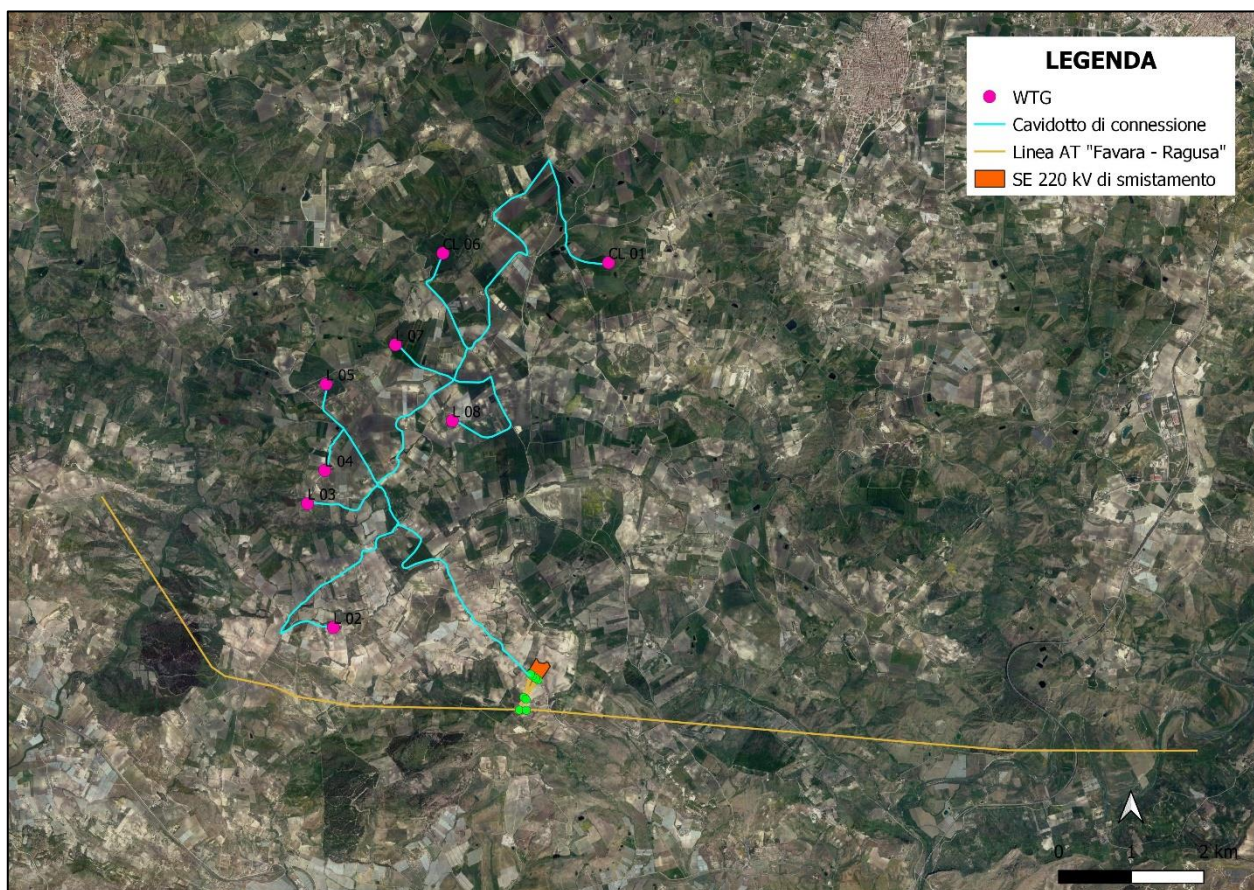 LEGENDA
WTG
Cavidotto di connessione
Linea AT "Favara - Ragusa"
SE 220 kV di smistamento
CL 06
CL 01
L 07
L 05
L 08
L 04
L 03
L 02
0 1 2 km